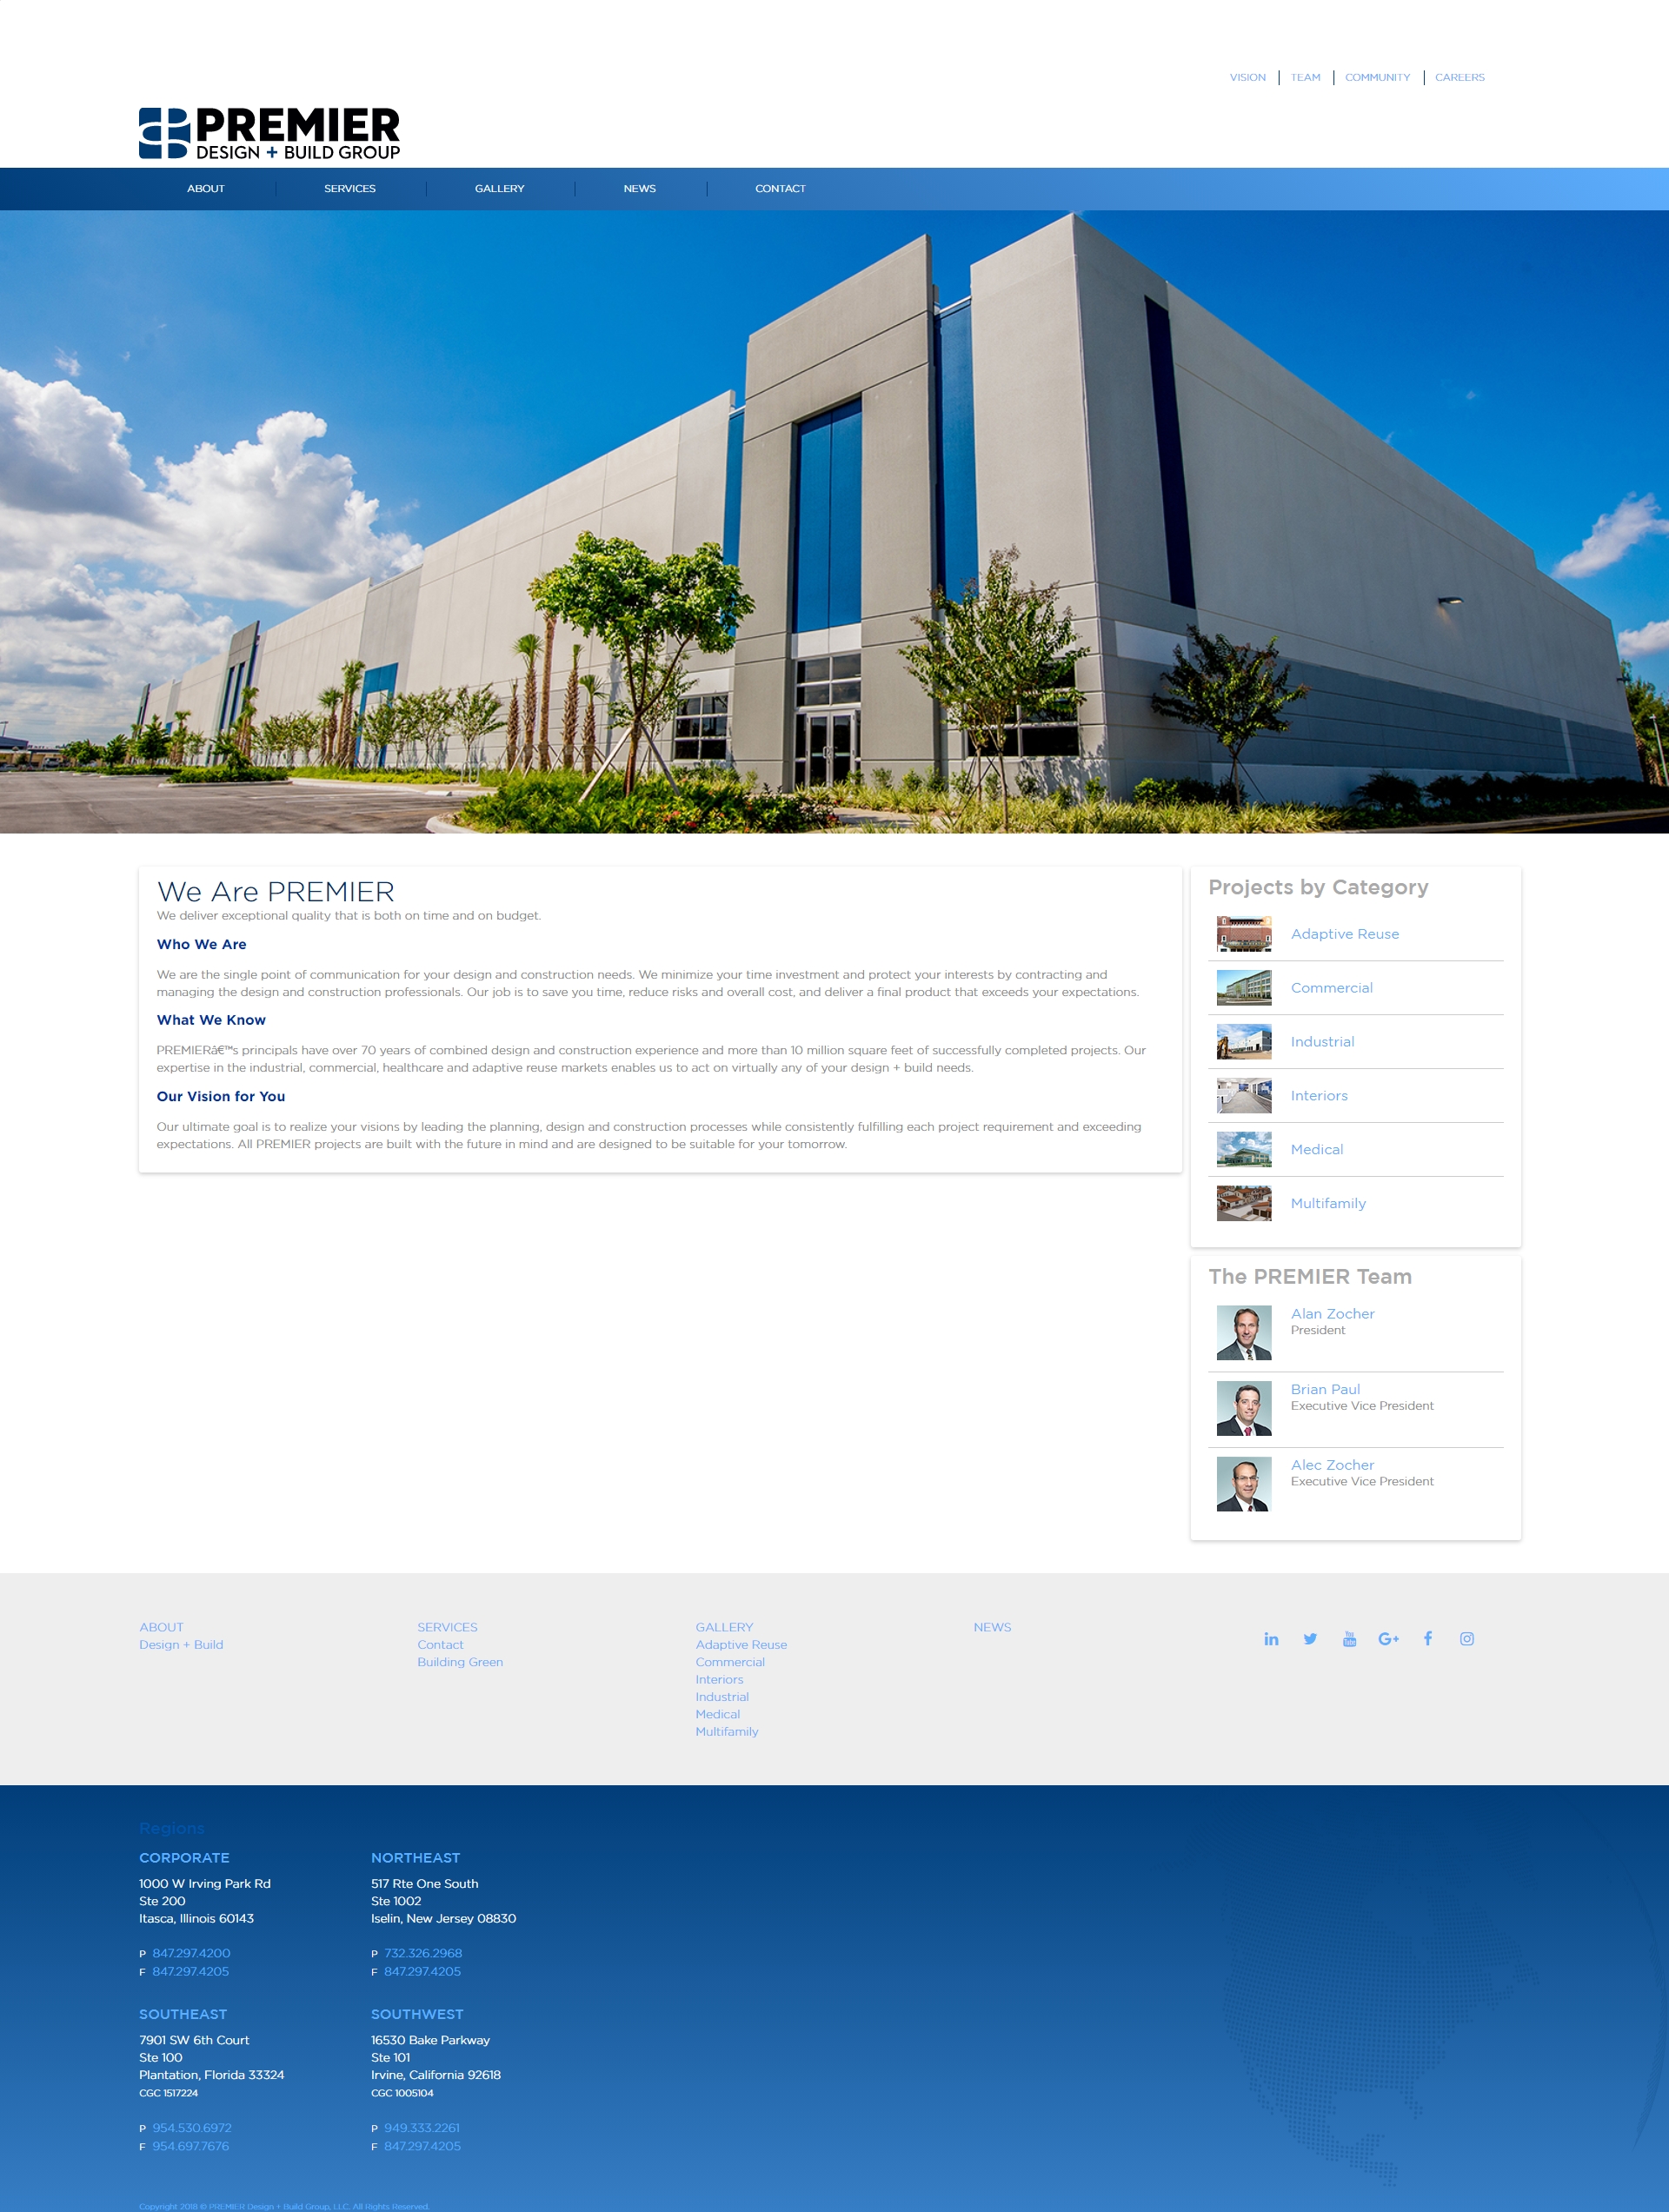 VISION
TEAM
COMMUNITY
CAREERS
PREMIER
DESIGN + BUILD GROUP
ABOUT
SERVICES
GALLERY
NEWS
CONTACT
We Are PREMIER
We deliver exceptional quality that is both on time and on budget.
Who We Are
We are the single point of communication for your design and construction needs. We minimize your time investment and protect your interests by contracting and
managing the design and construction professionals. Our job is to save you time, reduce risks and overall cost, and deliver a final product that exceeds your expectations.
What We Know
PREMIERâ€™s principals have over 70 years of combined design and construction experience and more than 10 million square feet of successfully completed projects. Our
expertise in the industrial, commercial, healthcare and adaptive reuse markets enables us to act on virtually any of your design + build needs.
Our Vision for You
Our ultimate goal is to realize your visions by leading the planning, design and construction processes while consistently fulfilling each project requirement and exceeding
expectations. All PREMIER projects are built with the future in mind and are designed to be suitable for your tomorrow.
Projects by Category
Adaptive Reuse
Commercial
Industrial
Interiors
Medical
Multifamily
The PREMIER Team
Alan Zocher
President
Brian Paul
Executive Vice President
Alec Zocher
Executive Vice President
ABOUT
Design + Build
SERVICES
Contact
Building Green
GALLERY
Adaptive Reuse
Commercial
Interiors
Industrial
Medical
Multifamily
NEWS
Regions
CORPORATE
1000 W Irving Park Rd
Ste 200
Itasca, Illinois 60143
P 847.297.4200
F 847.297.4205
NORTHEAST
517 Rte One South
Ste 1002
Iselin, New Jersey 08830
P 732.326.2968
F 847.297.4205
SOUTHEAST
7901 SW 6th Court
Ste 100
Plantation, Florida 33324
CGC 1517224
P 954.530.6972
F 954.697.7676
SOUTHWEST
16530 Bake Parkway
Ste 101
Irvine, California 92618
CGC 1005104
P 949.333.2261
F 847.297.4205
Copyright 2018 © PREMIER Design + Build Group, LLC. All Rights Reserved.